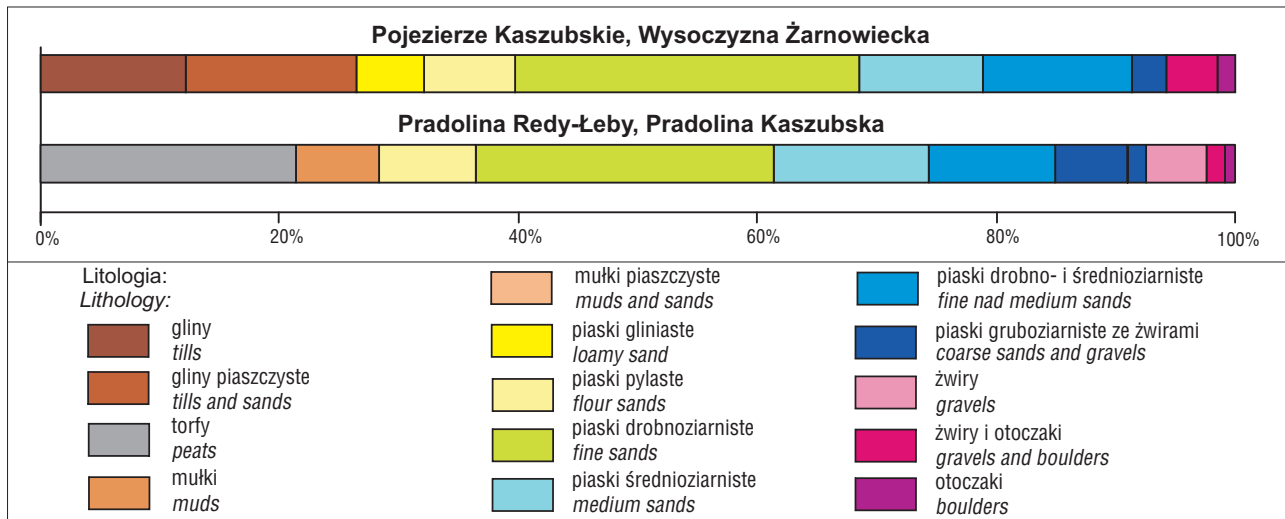 Pojezierze Kaszubskie, Wysoczyzna Żarnowiecka
Pradolina Redy-Łeby, Pradolina Kaszubska
0% 20% 40% 60% 80% 100%
Litologia:
Lithology:
gliny
tills
gliny piaszczyste
tills and sands
torfy
peats
mułki
muds
mułki piaszczyste
muds and sands
piaski gliniaste
loamy sand
piaski pylaste
flour sands
piaski drobnoziarniste
fine sands
piaski średnioziarniste
medium sands
piaski drobno- i średnioziarniste
fine nad medium sands
piaski gruboziarniste ze żwirami
coarse sands and gravels
żwiry
gravels
żwiry i otoczaki
gravels and boulders
otoczaki
boulders